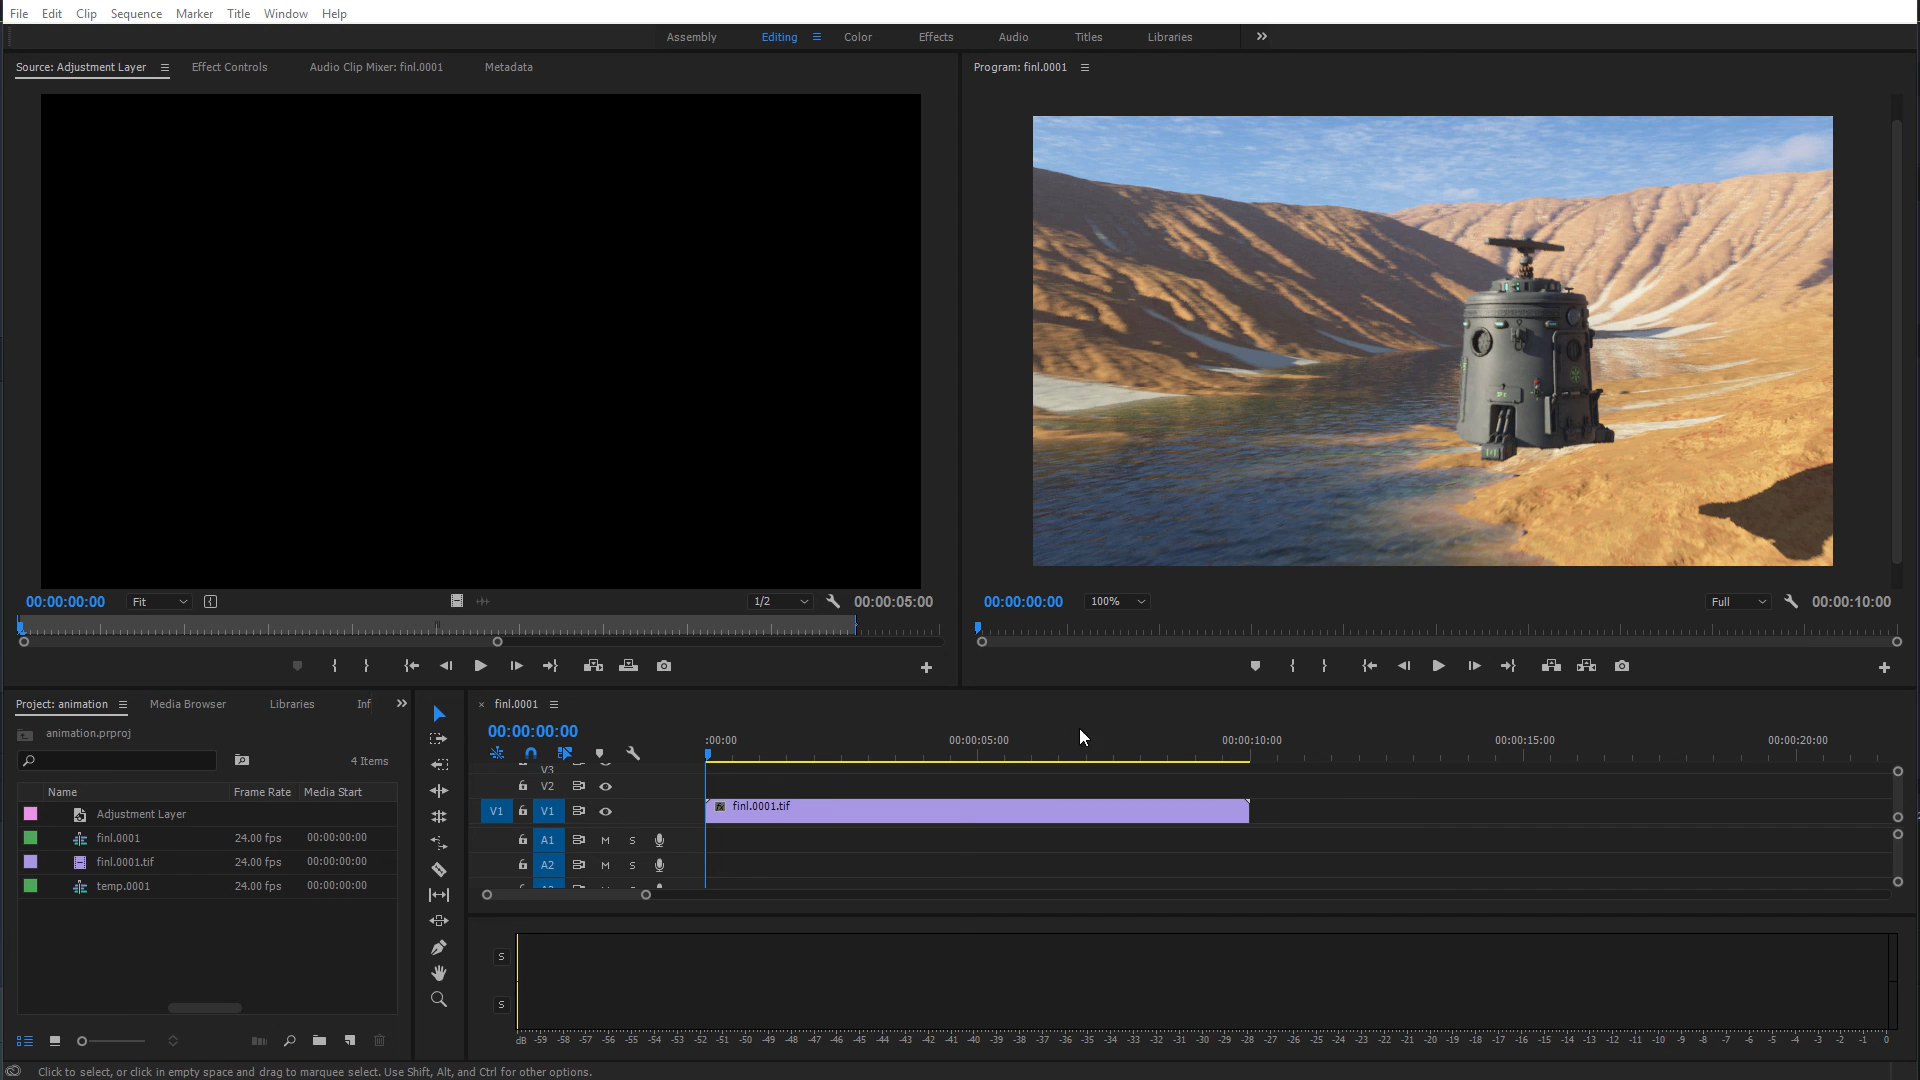 File Edit Clip Sequence Marker Title Window Help
Assembly Editing Color Effects Audio Titles Libraries
Source: Adjustment Layer Effect Controls Audio Clip Mixer: finl.0001 Metadata
Program: finl.0001
00:00:00:00 Fit 1/2 00:00:05:00
00:00:00:00 100% Full 00:00:10:00
Project: animation Media Browser Libraries Inf
animation.prproj
4 Items
Name Frame Rate Media Start
Adjustment Layer
finl.0001 24.00 fps 00:00:00:00
finl.0001.tif 24.00 fps 00:00:00:00
temp.0001 24.00 fps 00:00:00:00
finl.0001
00:00:00:00
:00:00 00:00:05:00 00:00:10:00 00:00:15:00 00:00:20:00
V3
V2
V1 V1 finl.0001.tif
A1 M S
A2 M S
S
S
dB -59 -58 -57 -56 -55 -54 -53 -52 -51 -50 -49 -48 -47 -46 -45 -44 -43 -42 -41 -40 -39 -38 -37 -36 -35 -34 -33 -32 -31 -30 -29 -28 -27 -26 -25 -24 -23 -22 -21 -20 -19 -18 -17 -16 -15 -14 -13 -12 -11 -10 -9 -8 -7 -6 -5 -4 -3 -2 -1 0
Click to select, or click in empty space and drag to marquee select. Use Shift, Alt, and Ctrl for other options.